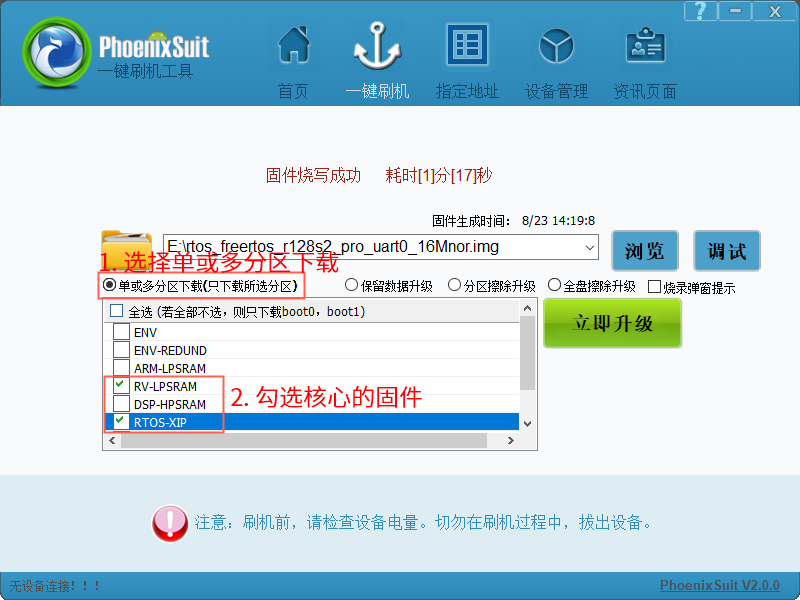 PhoenixSuit
一键刷机工具
首页
一键刷机
指定地址
设备管理
资讯页面
固件烧写成功 耗时[1]分[17]秒
固件生成时间: 8/23 14:19:8
E:\rtos_freertos_r128s2_pro_uart0_16Mnor.img
浏览
调试
1. 选择单或多分区下载
单或多分区下载(只下载所选分区)
保留数据升级
分区擦除升级
全盘擦除升级
烧录弹窗提示
全选 (若全部不选，则只下载boot0，boot1)
立即升级
ENV
ENV-REDUND
ARM-LPSRAM
RV-LPSRAM
2. 勾选核心的固件
DSP-HPSRAM
RTOS-XIP
注意: 刷机前，请检查设备电量。切勿在刷机过程中，拔出设备。
无设备连接！！！
PhoenixSuit V2.0.0